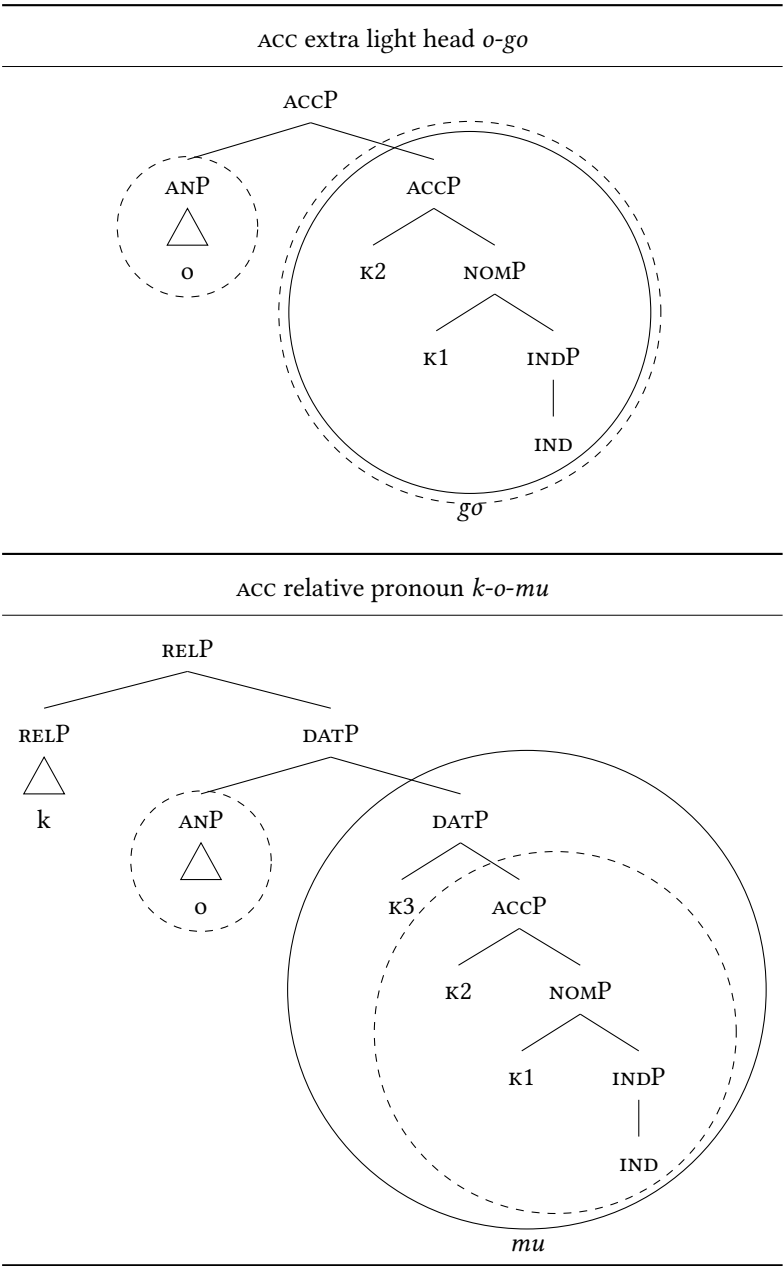 ACC extra light head o-go
ACCP
ANP ACCP
o K2 NOMP
K1 INDP
IND
go
ACC relative pronoun k-o-mu
RELP
RELP DATP
k ANP DATP
o K3 ACCP
K2 NOMP
K1 INDP
IND
mu